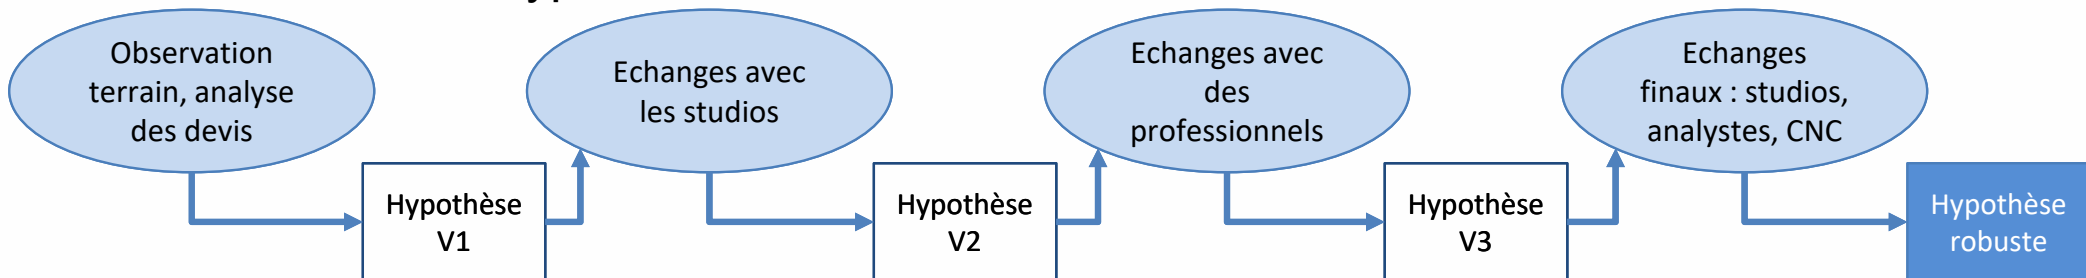 Observation
terrain, analyse
des devis
Hypothèse
V1
Echanges avec
les studios
Hypothèse
V2
Echanges avec
des
professionnels
Hypothèse
V3
Echanges
finaux : studios,
analystes, CNC
Hypothèse
robuste